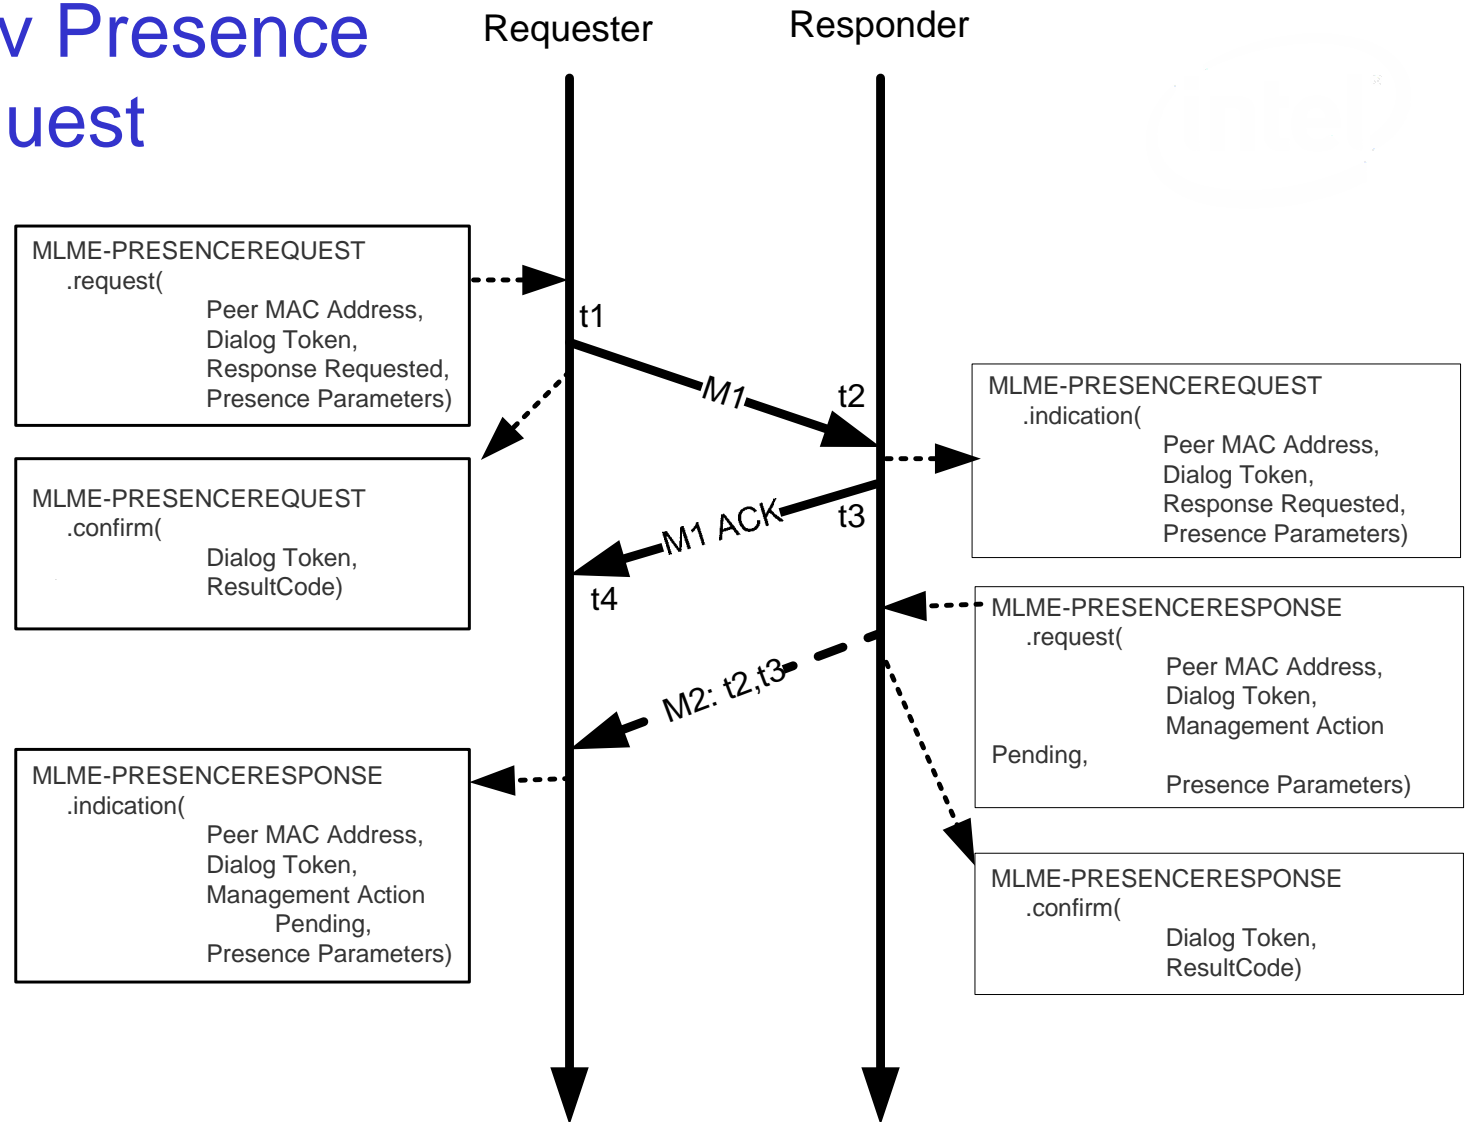 v Presence
uest
Requester
Responder
MLME-PRESENCEREQUEST
.request(
Peer MAC Address,
Dialog Token,
Response Requested,
Presence Parameters)
t1
M1
t2
MLME-PRESENCEREQUEST
.indication(
Peer MAC Address,
Dialog Token,
Response Requested,
Presence Parameters)
MLME-PRESENCEREQUEST
.confirm(
Dialog Token,
ResultCode)
M1 ACK
t3
t4
MLME-PRESENCERESPONSE
.request(
Peer MAC Address,
Dialog Token,
Management Action
Pending,
Presence Parameters)
M2: t2,t3
MLME-PRESENCERESPONSE
.indication(
Peer MAC Address,
Dialog Token,
Management Action
Pending,
Presence Parameters)
MLME-PRESENCERESPONSE
.confirm(
Dialog Token,
ResultCode)
intel